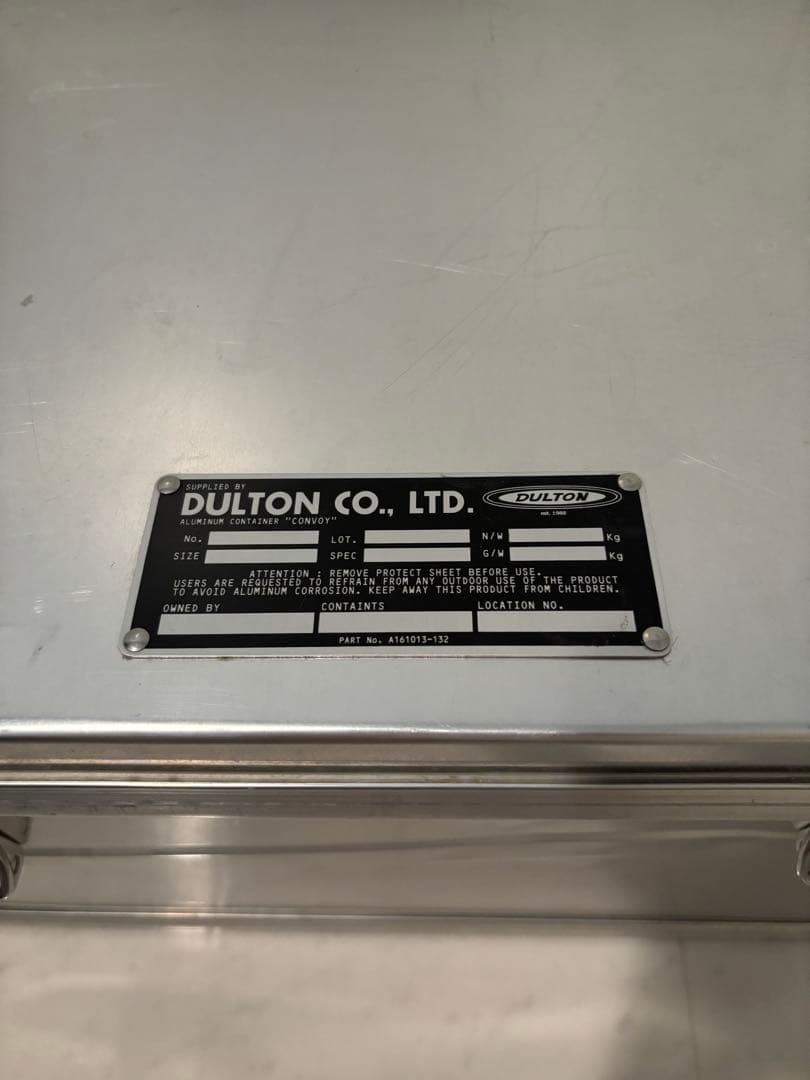 SUPPLIED BY
DULTON CO., LTD.
DULTON
est. 1988
ALUMINUM CONTAINER "CONVOY"
No. LOT. N/W Kg
SIZE SPEC G/W Kg
ATTENTION : REMOVE PROTECT SHEET BEFORE USE.
USERS ARE REQUESTED TO REFRAIN FROM ANY OUTDOOR USE OF THE PRODUCT
TO AVOID ALUMINUM CORROSION. KEEP AWAY THIS PRODUCT FROM CHILDREN.
OWNED BY CONTAINTS LOCATION NO.
PART No. A161013-132